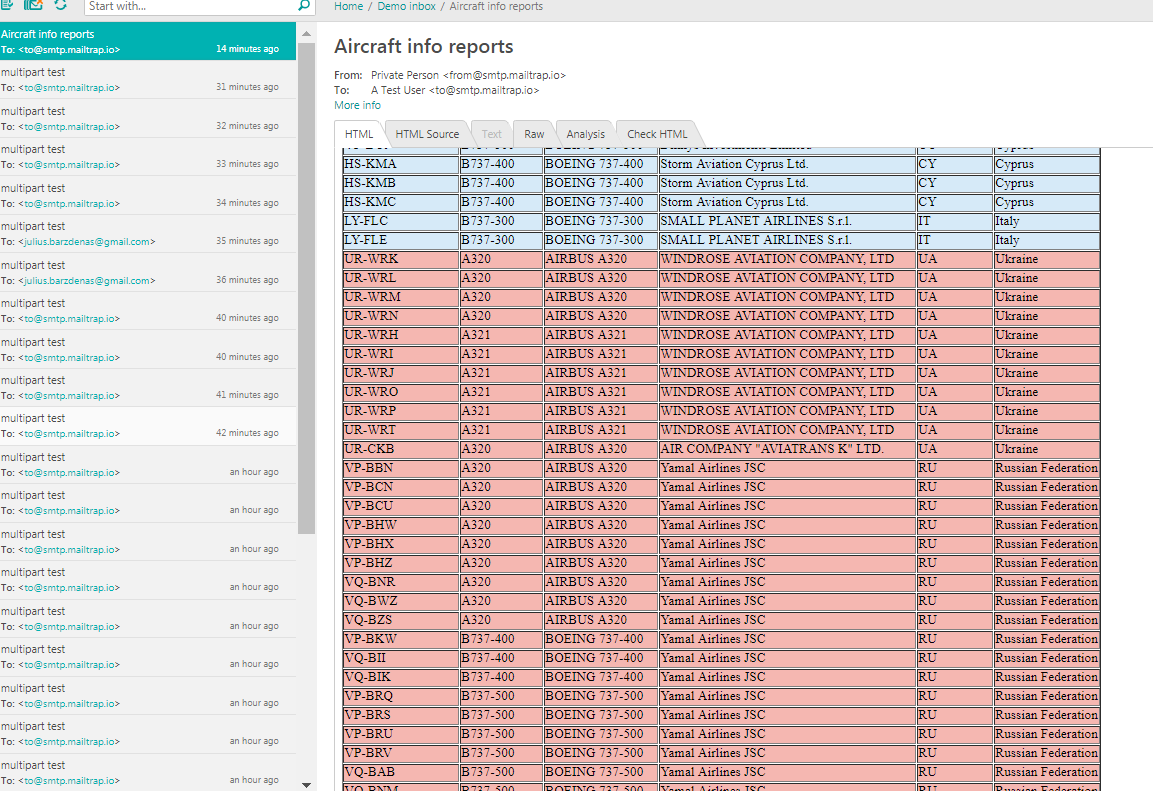 Start with...
Aircraft info reports
To: <to@smtp.mailtrap.io> 14 minutes ago
multipart test
To: <to@smtp.mailtrap.io> 31 minutes ago
multipart test
To: <to@smtp.mailtrap.io> 32 minutes ago
multipart test
To: <to@smtp.mailtrap.io> 33 minutes ago
multipart test
To: <to@smtp.mailtrap.io> 34 minutes ago
multipart test
To: <julius.barzdenas@gmail.com> 35 minutes ago
multipart test
To: <julius.barzdenas@gmail.com> 36 minutes ago
multipart test
To: <to@smtp.mailtrap.io> 40 minutes ago
multipart test
To: <to@smtp.mailtrap.io> 40 minutes ago
multipart test
To: <to@smtp.mailtrap.io> 41 minutes ago
multipart test
To: <to@smtp.mailtrap.io> 42 minutes ago
multipart test
To: <to@smtp.mailtrap.io> an hour ago
multipart test
To: <to@smtp.mailtrap.io> an hour ago
multipart test
To: <to@smtp.mailtrap.io> an hour ago
multipart test
To: <to@smtp.mailtrap.io> an hour ago
multipart test
To: <to@smtp.mailtrap.io> an hour ago
multipart test
To: <to@smtp.mailtrap.io> an hour ago
multipart test
To: <to@smtp.mailtrap.io> an hour ago
multipart test
To: <to@smtp.mailtrap.io> an hour ago
multipart test
To: <to@smtp.mailtrap.io> an hour ago
Home / Demo inbox / Aircraft info reports
Aircraft info reports
From: Private Person <from@smtp.mailtrap.io>
To: A Test User <to@smtp.mailtrap.io>
More info
HTML HTML Source Text Raw Analysis Check HTML
HS-KMA B737-400 BOEING 737-400 Storm Aviation Cyprus Ltd. CY Cyprus
HS-KMB B737-400 BOEING 737-400 Storm Aviation Cyprus Ltd. CY Cyprus
HS-KMC B737-400 BOEING 737-400 Storm Aviation Cyprus Ltd. CY Cyprus
LY-FLC B737-300 BOEING 737-300 SMALL PLANET AIRLINES S.r.l. IT Italy
LY-FLE B737-300 BOEING 737-300 SMALL PLANET AIRLINES S.r.l. IT Italy
UR-WRK A320 AIRBUS A320 WINDROSE AVIATION COMPANY, LTD UA Ukraine
UR-WRL A320 AIRBUS A320 WINDROSE AVIATION COMPANY, LTD UA Ukraine
UR-WRM A320 AIRBUS A320 WINDROSE AVIATION COMPANY, LTD UA Ukraine
UR-WRN A320 AIRBUS A320 WINDROSE AVIATION COMPANY, LTD UA Ukraine
UR-WRH A321 AIRBUS A321 WINDROSE AVIATION COMPANY, LTD UA Ukraine
UR-WRI A321 AIRBUS A321 WINDROSE AVIATION COMPANY, LTD UA Ukraine
UR-WRJ A321 AIRBUS A321 WINDROSE AVIATION COMPANY, LTD UA Ukraine
UR-WRO A321 AIRBUS A321 WINDROSE AVIATION COMPANY, LTD UA Ukraine
UR-WRP A321 AIRBUS A321 WINDROSE AVIATION COMPANY, LTD UA Ukraine
UR-WRT A321 AIRBUS A321 WINDROSE AVIATION COMPANY, LTD UA Ukraine
UR-CKB A320 AIRBUS A320 AIR COMPANY "AVIATRANS K" LTD. UA Ukraine
VP-BBN A320 AIRBUS A320 Yamal Airlines JSC RU Russian Federation
VP-BCN A320 AIRBUS A320 Yamal Airlines JSC RU Russian Federation
VP-BCU A320 AIRBUS A320 Yamal Airlines JSC RU Russian Federation
VP-BHW A320 AIRBUS A320 Yamal Airlines JSC RU Russian Federation
VP-BHX A320 AIRBUS A320 Yamal Airlines JSC RU Russian Federation
VP-BHZ A320 AIRBUS A320 Yamal Airlines JSC RU Russian Federation
VQ-BNR A320 AIRBUS A320 Yamal Airlines JSC RU Russian Federation
VQ-BWZ A320 AIRBUS A320 Yamal Airlines JSC RU Russian Federation
VQ-BZS A320 AIRBUS A320 Yamal Airlines JSC RU Russian Federation
VP-BKW B737-400 BOEING 737-400 Yamal Airlines JSC RU Russian Federation
VQ-BII B737-400 BOEING 737-400 Yamal Airlines JSC RU Russian Federation
VQ-BIK B737-400 BOEING 737-400 Yamal Airlines JSC RU Russian Federation
VP-BRQ B737-500 BOEING 737-500 Yamal Airlines JSC RU Russian Federation
VP-BRS B737-500 BOEING 737-500 Yamal Airlines JSC RU Russian Federation
VP-BRU B737-500 BOEING 737-500 Yamal Airlines JSC RU Russian Federation
VP-BRV B737-500 BOEING 737-500 Yamal Airlines JSC RU Russian Federation
VQ-BAB B737-500 BOEING 737-500 Yamal Airlines JSC RU Russian Federation